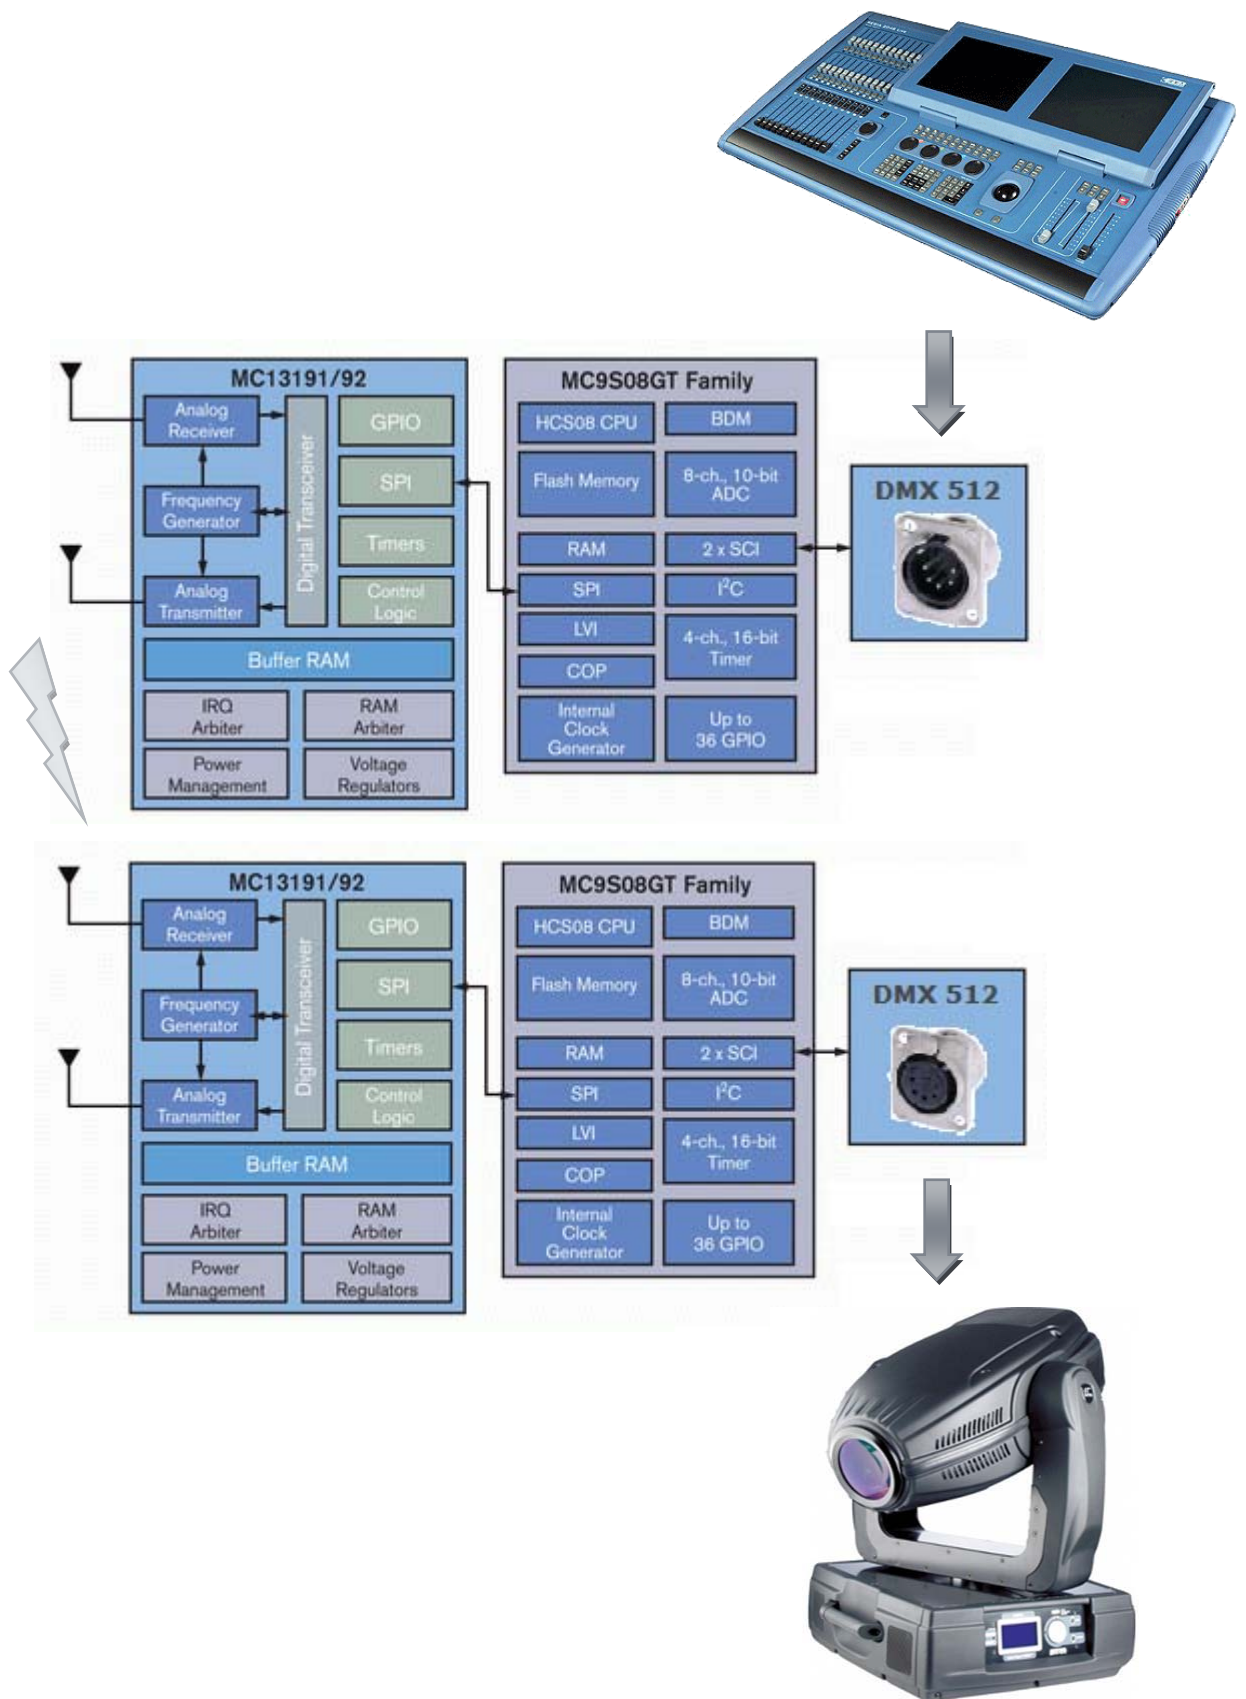 MC13191/92
Analog
Receiver
Frequency
Generator
Analog
Transmitter
Digital Transceiver
GPIO
SPI
Timers
Control
Logic
Buffer RAM
IRQ
Arbiter
RAM
Arbiter
Power
Management
Voltage
Regulators
MC9S08GT Family
HCS08 CPU
BDM
Flash Memory
8-ch., 10-bit
ADC
RAM
2 x SCI
SPI
I²C
LVI
4-ch., 16-bit
Timer
COP
Internal
Clock
Generator
Up to
36 GPIO
DMX 512
MC13191/92
Analog
Receiver
Frequency
Generator
Analog
Transmitter
Digital Transceiver
GPIO
SPI
Timers
Control
Logic
Buffer RAM
IRQ
Arbiter
RAM
Arbiter
Power
Management
Voltage
Regulators
MC9S08GT Family
HCS08 CPU
BDM
Flash Memory
8-ch., 10-bit
ADC
RAM
2 x SCI
SPI
I²C
LVI
4-ch., 16-bit
Timer
COP
Internal
Clock
Generator
Up to
36 GPIO
DMX 512